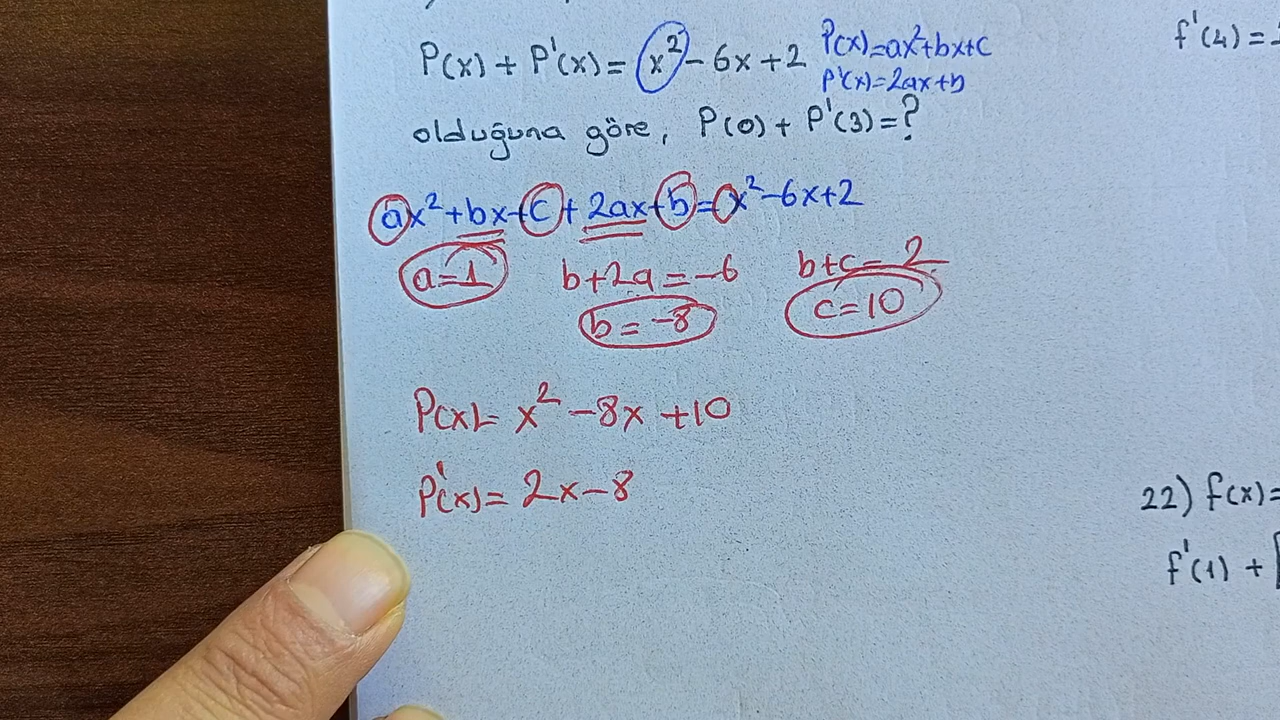 P(x) + P'(x) = x² - 6x + 2
P(x)=ax²+bx+c
P'(x)=2ax+b
olduğuna göre, P(0) + P'(3) = ?
ax²+bx+c+2ax+b=x²-6x+2
a=1
b+2a=-6
b+c=2
b=-8
c=10
P(x)=x²-8x+10
P'(x)=2x-8
f'(4)=
22) f(x)=
f'(1) +